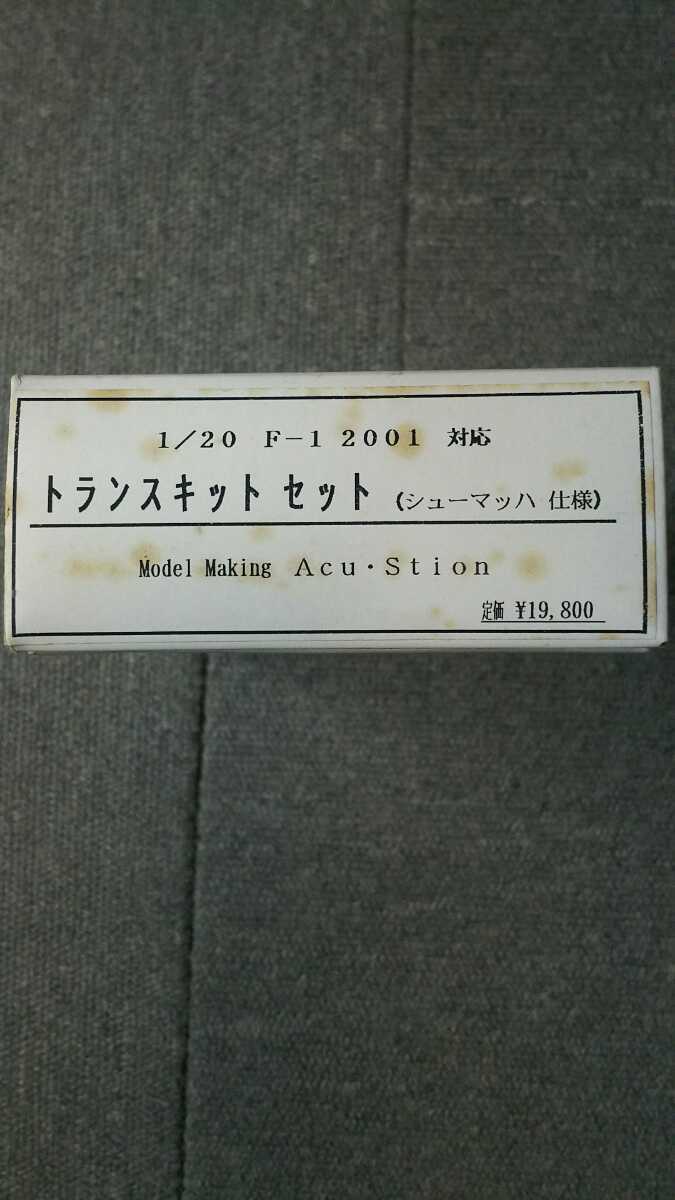 1/20 F-1 2001 対応
トランスキット セット (シューマッハ 仕様)
Model Making Acu・Stion
定価 ¥19,800